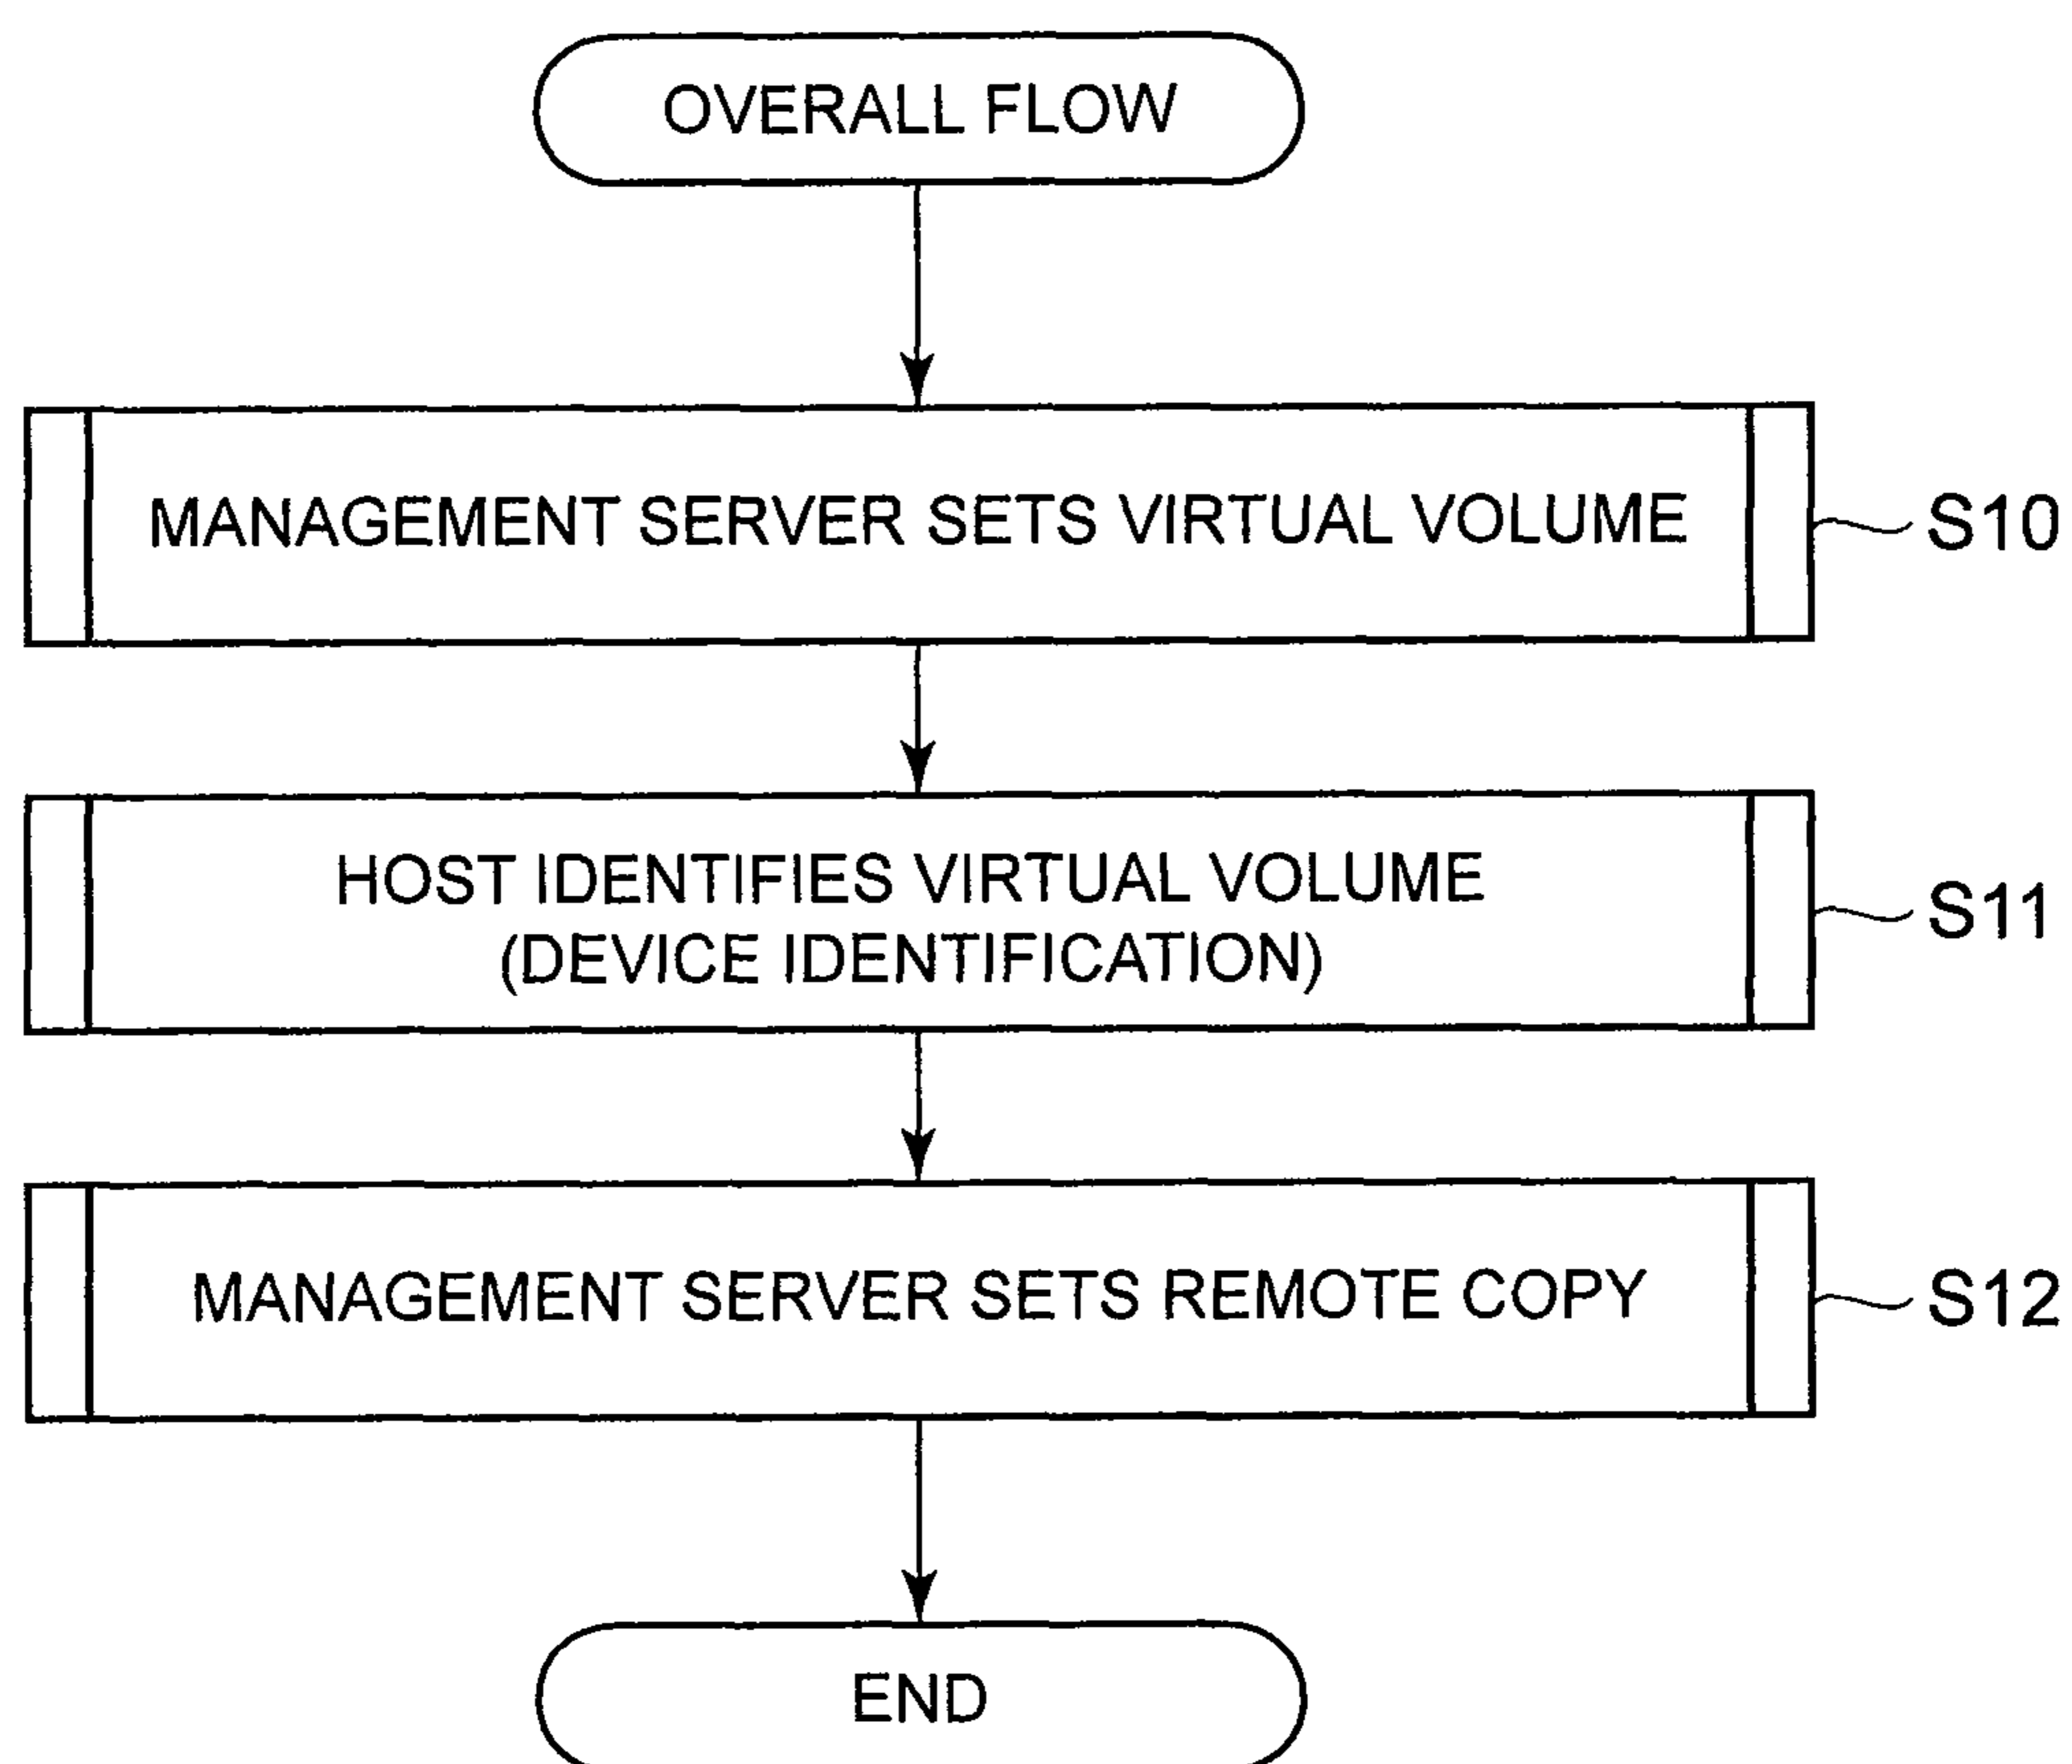 OVERALL FLOW
MANAGEMENT SERVER SETS VIRTUAL VOLUME
S10
HOST IDENTIFIES VIRTUAL VOLUME
(DEVICE IDENTIFICATION)
S11
MANAGEMENT SERVER SETS REMOTE COPY
S12
END